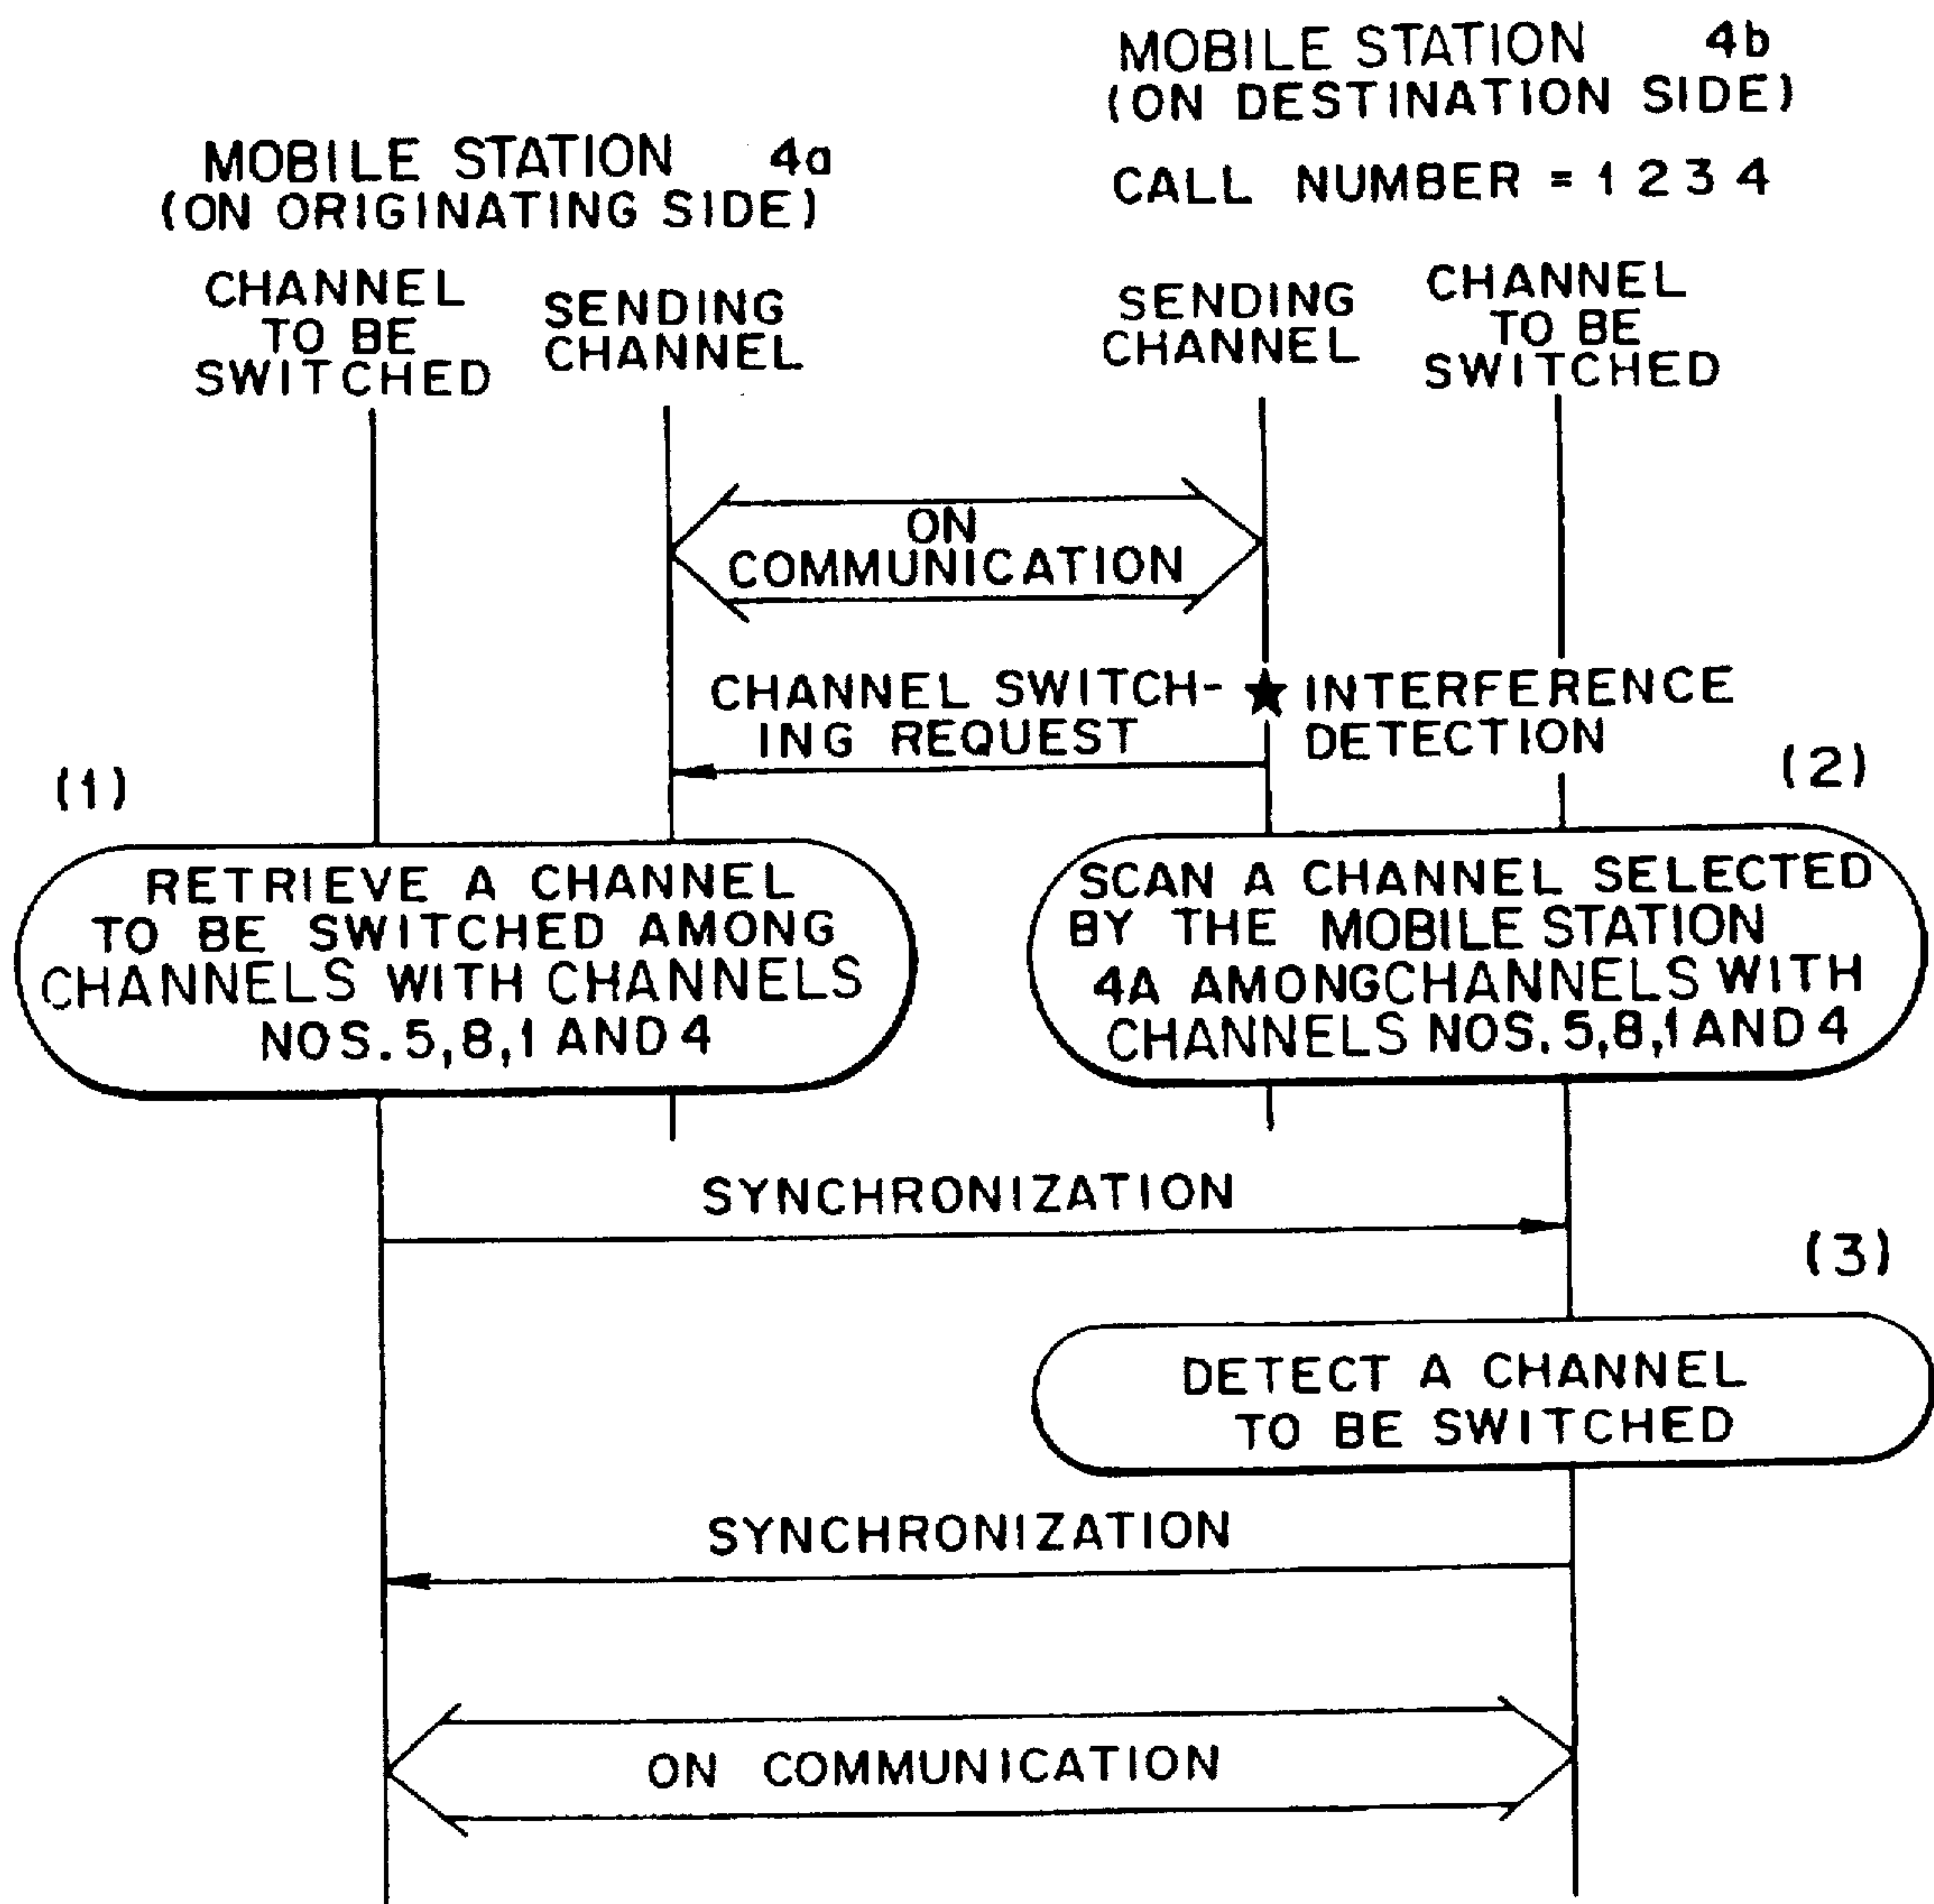 MOBILE STATION 4b
(ON DESTINATION SIDE)
CALL NUMBER = 1 2 3 4
MOBILE STATION 4a
(ON ORIGINATING SIDE)
CHANNEL
TO BE
SWITCHED
SENDING
CHANNEL
SENDING
CHANNEL
CHANNEL
TO BE
SWITCHED
ON
COMMUNICATION
CHANNEL SWITCH-
ING REQUEST
★ INTERFERENCE
DETECTION
(1)
(2)
RETRIEVE A CHANNEL
TO BE SWITCHED AMONG
CHANNELS WITH CHANNELS
NOS. 5,8,1 AND 4
SCAN A CHANNEL SELECTED
BY THE MOBILE STATION
4A AMONGCHANNELS WITH
CHANNELS NOS. 5,8,1 AND 4
SYNCHRONIZATION
(3)
DETECT A CHANNEL
TO BE SWITCHED
SYNCHRONIZATION
ON COMMUNICATION